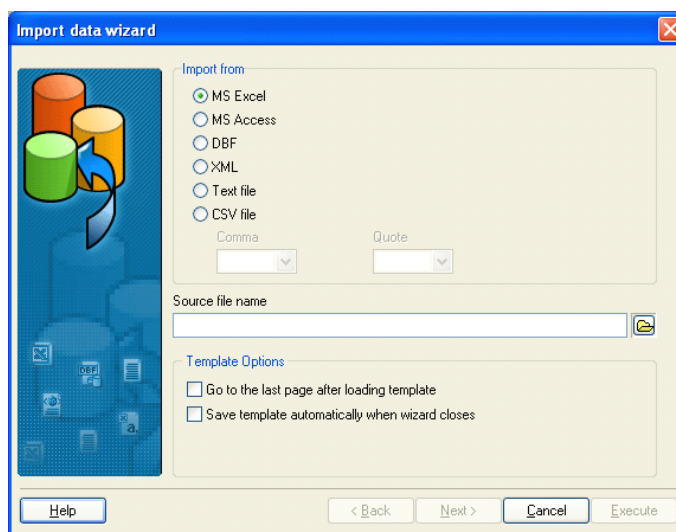 Import data wizard
Import from
MS Excel
MS Access
DBF
XML
Text file
CSV file
Comma Quote
Source file name
Template Options
Go to the last page after loading template
Save template automatically when wizard closes
Help < Back Next > Cancel Execute
DBF
a.